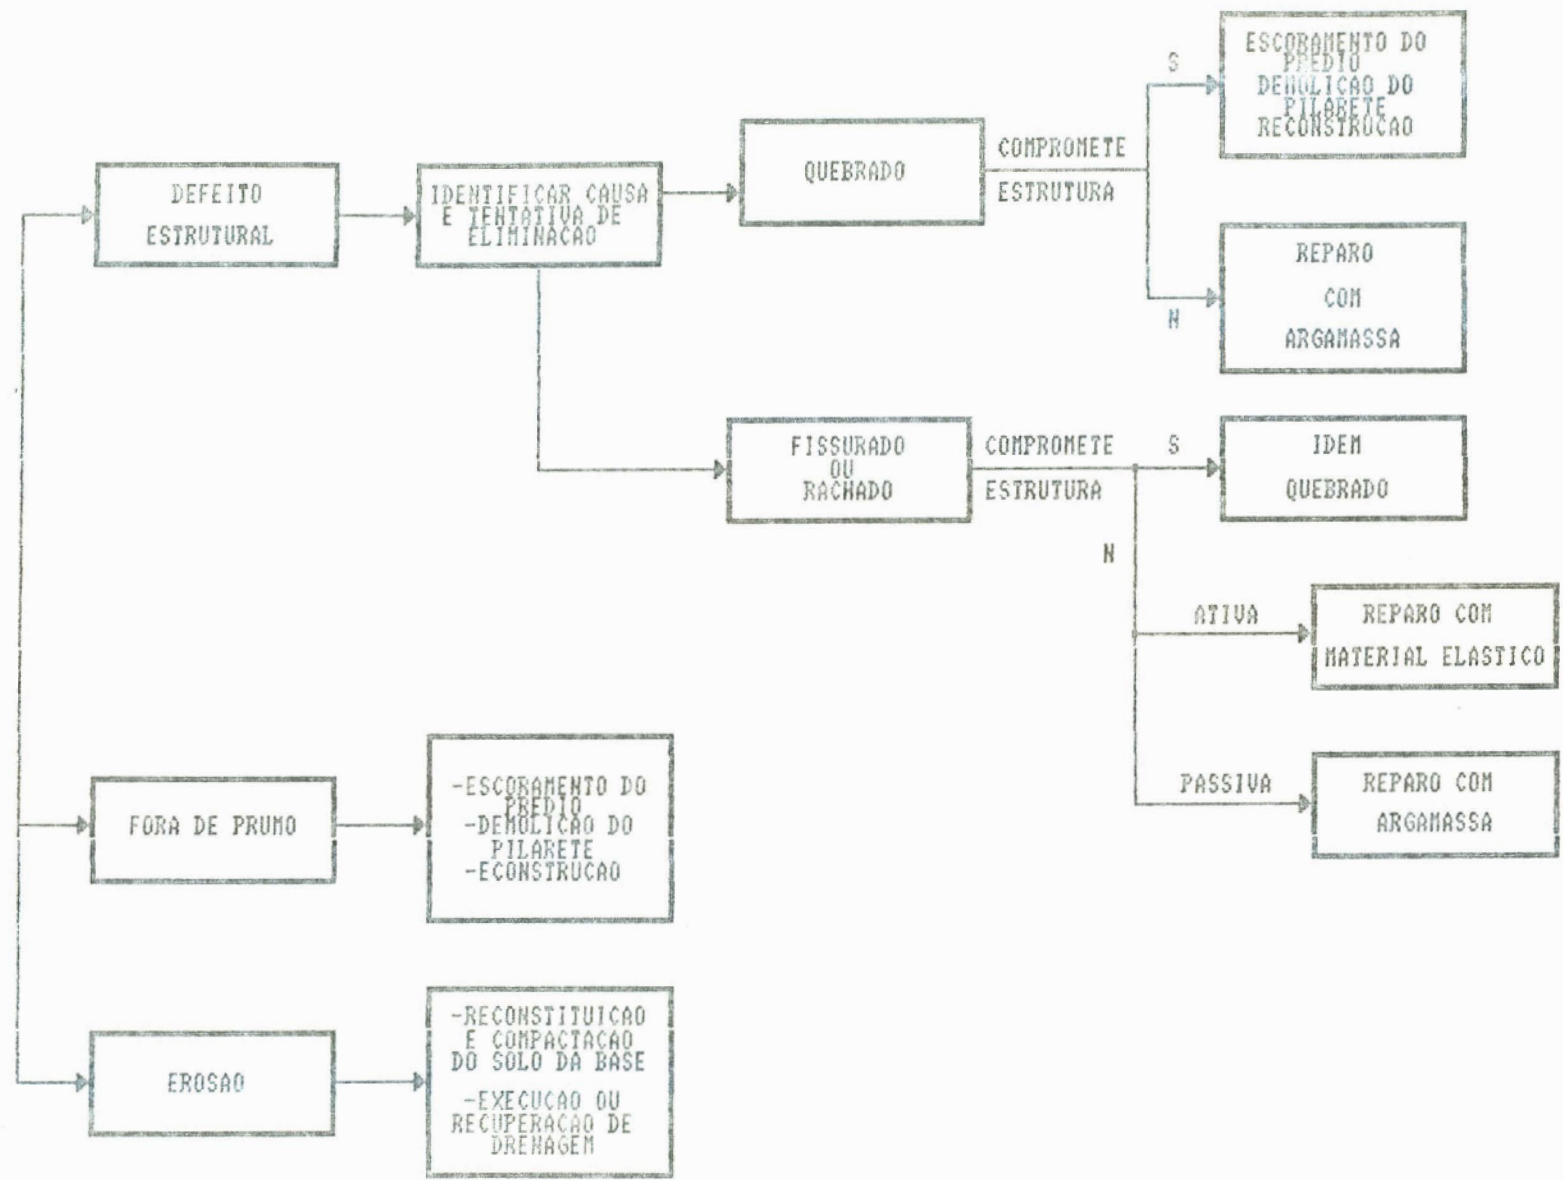 DEFEITO
ESTRUTURAL
IDENTIFICAR CAUSA
E TENTATIVA DE
ELIMINACAO
QUEBRADO
COMPROMETE
ESTRUTURA
S
ESCORAMENTO DO
PREDIO
DEMOLICAO DO
PILARETE
RECONSTRUCAO
N
REPARO
COM
ARGAMASSA
FISSURADO
OU
RACHADO
COMPROMETE
ESTRUTURA
S
IDEM
QUEBRADO
N
ATIVA
REPARO COM
MATERIAL ELASTICO
PASSIVA
REPARO COM
ARGAMASSA
FORA DE PRUMO
-ESCORAMENTO DO
PREDIO
-DEMOLICAO DO
PILARETE
-ECONSTRUCAO
EROSAO
-RECONSTITUICAO
E COMPACTACAO
DO SOLO DA BASE
-EXECUCAO OU
RECUPERACAO DE
DRENAGEM